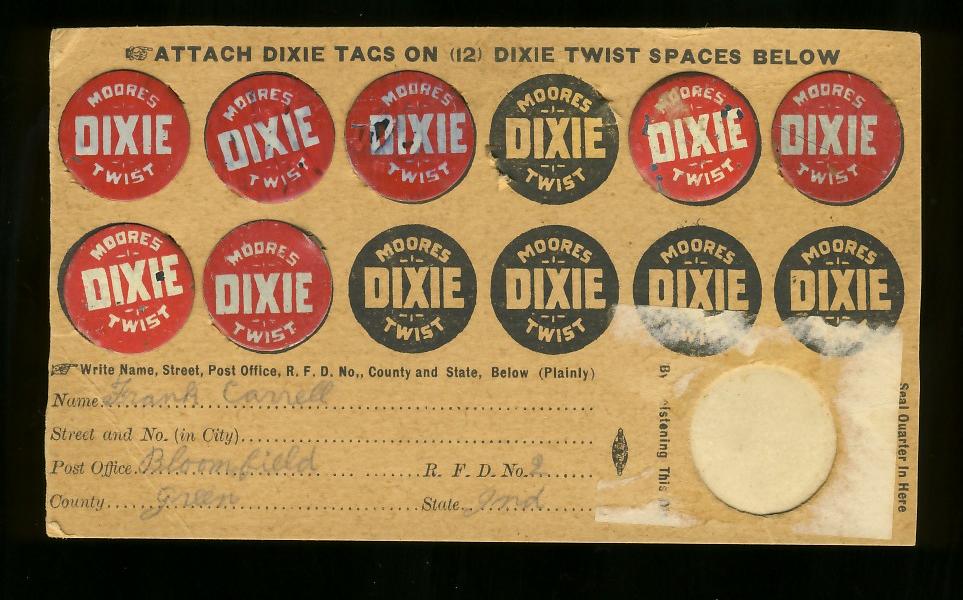 ATTACH DIXIE TAGS ON (12) DIXIE TWIST SPACES BELOW
MOORES DIXIE TWIST
MOORES DIXIE TWIST
MOORES DIXIE TWIST
MOORES DIXIE TWIST
MOORES DIXIE TWIST
MOORES DIXIE TWIST
MOORES DIXIE TWIST
MOORES DIXIE TWIST
MOORES DIXIE TWIST
MOORES DIXIE TWIST
MOORES DIXIE
MOORES DIXIE
Write Name, Street, Post Office, R. F. D. No,, County and State, Below (Plainly)
Name Frank Carrell
Street and No. (in City)
Post Office Bloomfield R. F. D. No. 2
County Green State Ind
This
Seal Quarter In Here